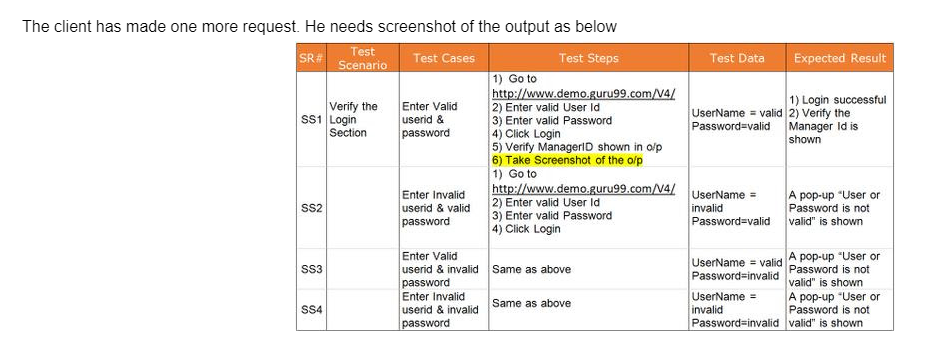 The client has made one more request. He needs screenshot of the output as below
SR#
Test
Scenario
Test Cases
Test Steps
Test Data
Expected Result
SS1
Verify the
Login
Section
Enter Valid
userid &
password
1) Go to
http://www.demo.guru99.com/V4/
2) Enter valid User Id
3) Enter valid Password
4) Click Login
5) Verify ManagerID shown in o/p
6) Take Screenshot of the o/p
UserName = valid
Password=valid
1) Login successful
2) Verify the
Manager Id is
shown
SS2
Enter Invalid
userid & valid
password
1) Go to
http://www.demo.guru99.com/V4/
2) Enter valid User Id
3) Enter valid Password
4) Click Login
UserName =
invalid
Password=valid
A pop-up "User or
Password is not
valid" is shown
SS3
Enter Valid
userid & invalid
password
Same as above
UserName = valid
Password=invalid
A pop-up "User or
Password is not
valid" is shown
SS4
Enter Invalid
userid & invalid
password
Same as above
UserName =
invalid
Password=invalid
A pop-up "User or
Password is not
valid" is shown